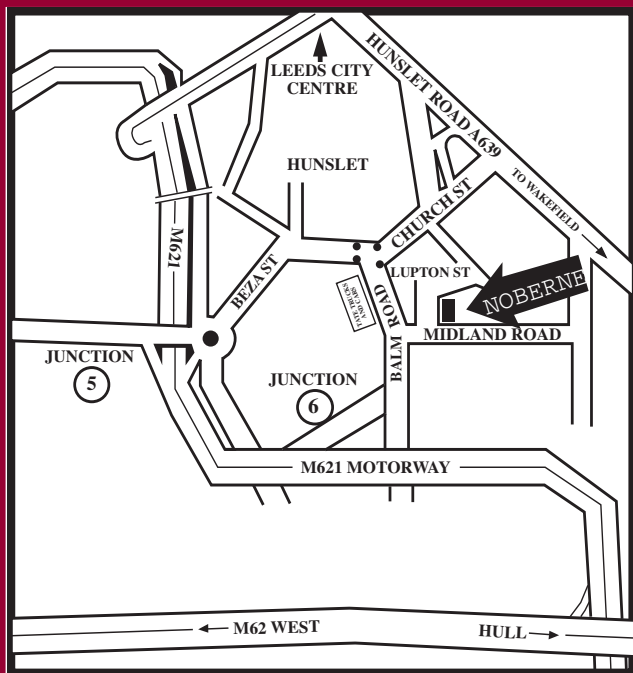 LEEDS CITY
CENTRE
HUNSLET ROAD A639
HUNSLET
CHURCH ST
TO WAKEFIELD
M621
BEZA ST
LUPTON ST
TATE TRUCKS
AND CARS
BALM ROAD
NOBERNE
MIDLAND ROAD
JUNCTION
5
JUNCTION
6
M621 MOTORWAY
M62 WEST
HULL